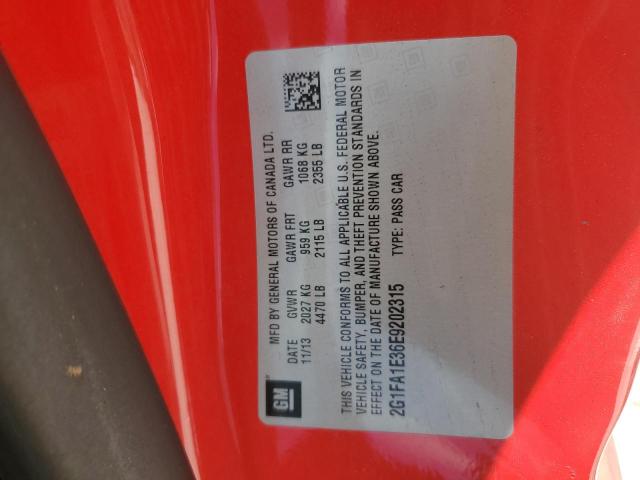 GM
MFD BY GENERAL MOTORS OF CANADA LTD.
DATE GVWR GAWR FRT GAWR RR
11/13 2027 KG 959 KG 1068 KG
4470 LB 2115 LB 2355 LB
THIS VEHICLE CONFORMS TO ALL APPLICABLE U.S. FEDERAL MOTOR
VEHICLE SAFETY, BUMPER, AND THEFT PREVENTION STANDARDS IN
EFFECT ON THE DATE OF MANUFACTURE SHOWN ABOVE.
2G1FA1E36E9202315 TYPE: PASS CAR